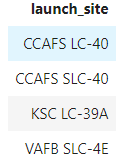 launch_site
CCAFS LC-40
CCAFS SLC-40
KSC LC-39A
VAFB SLC-4E